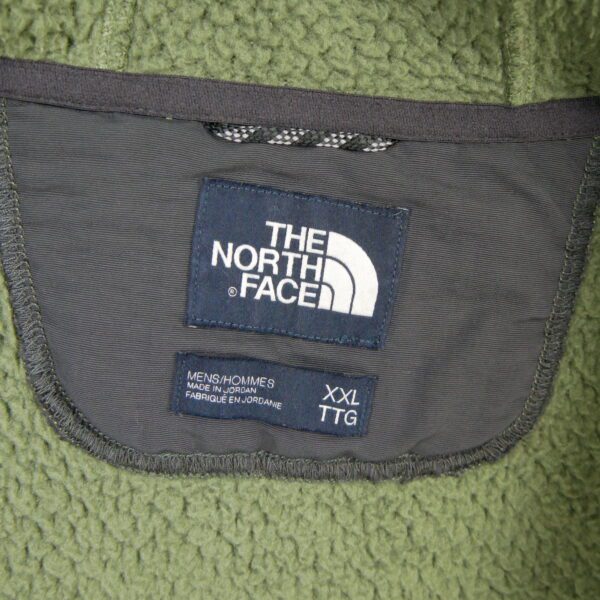 THE
NORTH
® FACE
MENS/HOMMES
MADE IN JORDAN
FABRIQUÉ EN JORDANIE
XXL
TTG